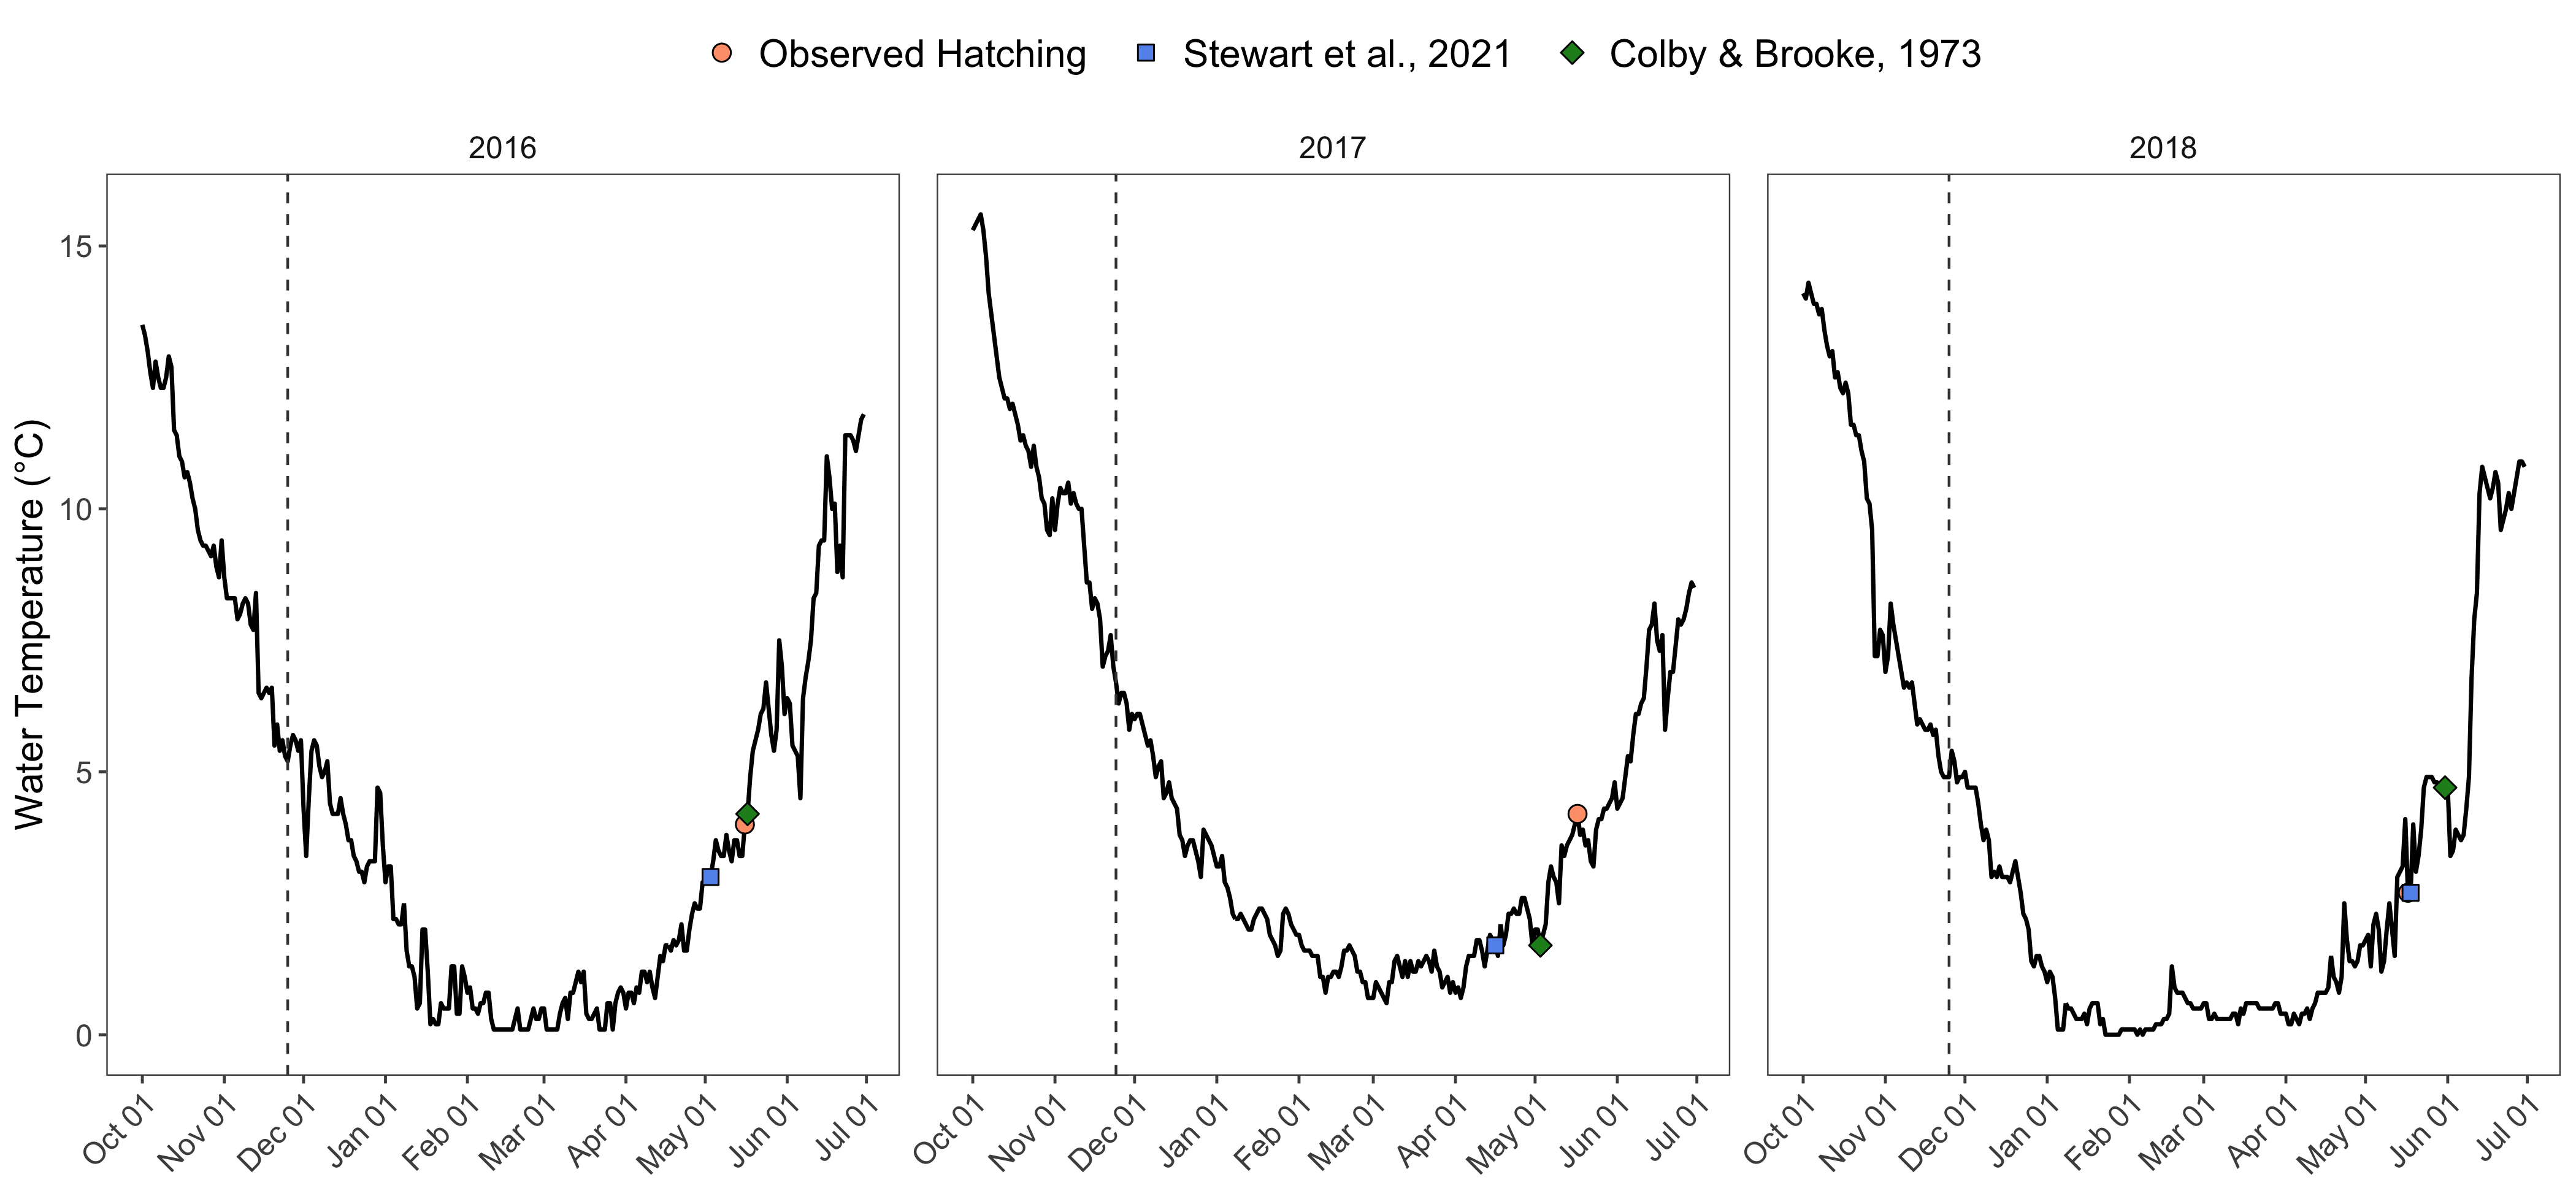 Observed Hatching Stewart et al., 2021 Colby & Brooke, 1973
2016 2017 2018
Water Temperature (°C)
15
10
5
0
Oct 01 Nov 01 Dec 01 Jan 01 Feb 01 Mar 01 Apr 01 May 01 Jun 01 Jul 01 Oct 01 Nov 01 Dec 01 Jan 01 Feb 01 Mar 01 Apr 01 May 01 Jun 01 Jul 01 Oct 01 Nov 01 Dec 01 Jan 01 Feb 01 Mar 01 Apr 01 May 01 Jun 01 Jul 01